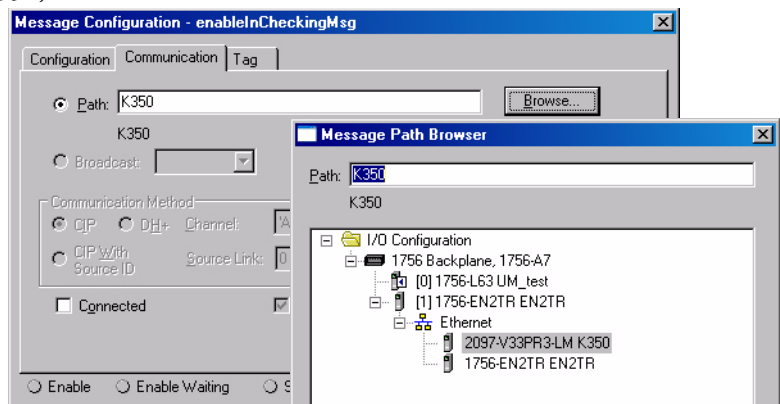 Message Configuration - enableInCheckingMsg
Configuration Communication Tag
Path: K350 Browse...
K350
Broadcast:
Communication Method
CIP DH+ Channel: 'A
CIP With Source ID Source Link: 0
Connected
Enable Enable Waiting
Message Path Browser
Path: K350
K350
I/O Configuration
1756 Backplane, 1756-A7
[0] 1756-L63 UM_test
[1] 1756-EN2TR EN2TR
Ethernet
2097-V33PR3-LM K350
1756-EN2TR EN2TR